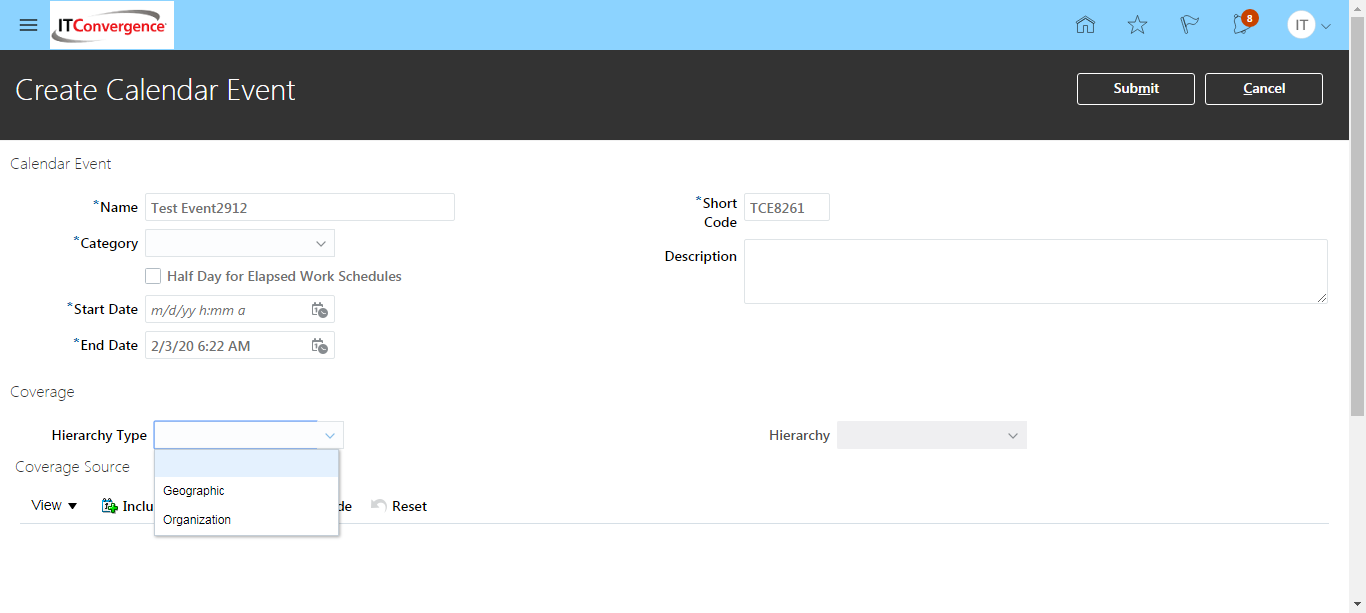 ITConvergence
8
IT
Create Calendar Event
Submit
Cancel
Calendar Event
*Name
Test Event2912
*Short Code
TCE8261
*Category
Description
Half Day for Elapsed Work Schedules
*Start Date
m/d/yy h:mm a
*End Date
2/3/20 6:22 AM
Coverage
Hierarchy Type
Hierarchy
Geographic
Organization
Coverage Source
View
Inclu
de
Reset